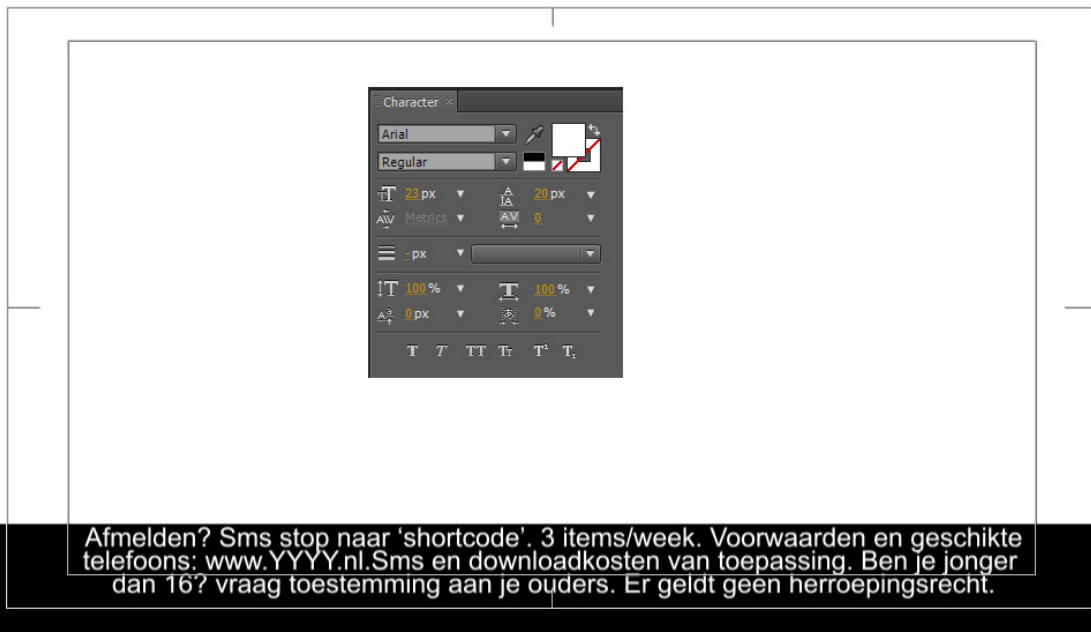 Character
Arial
Regular
23 px 20 px
Metrics 0
- px
100 % 100 %
0 px 0 %
T T TT Tr T¹ T₁
Afmelden? Sms stop naar ‘shortcode’. 3 items/week. Voorwaarden en geschikte
telefoons: www.YYYY.nl.Sms en downloadkosten van toepassing. Ben je jonger
dan 16? vraag toestemming aan je ouders. Er geldt geen herroepingsrecht.